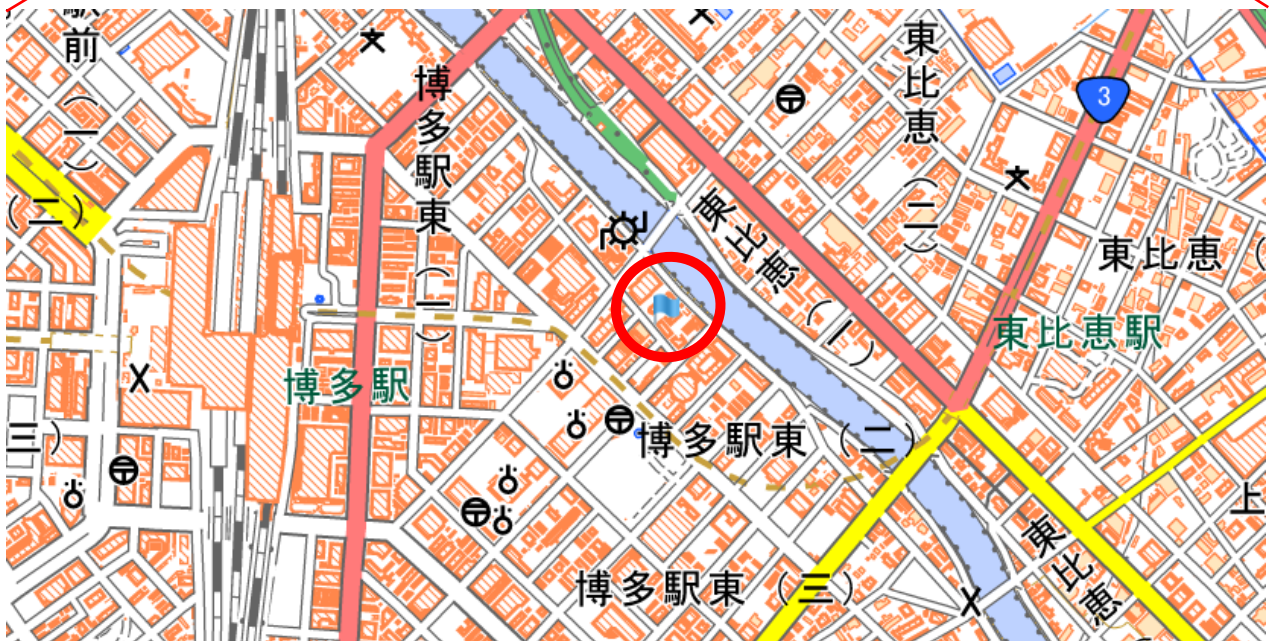 駅前(一)
(二)
三)
博多駅
博多駅東(一)
東比恵(一)
東比恵(二)
3
東比恵(
東比恵駅
博多駅東(二)
博多駅東(三)
東比恵
上